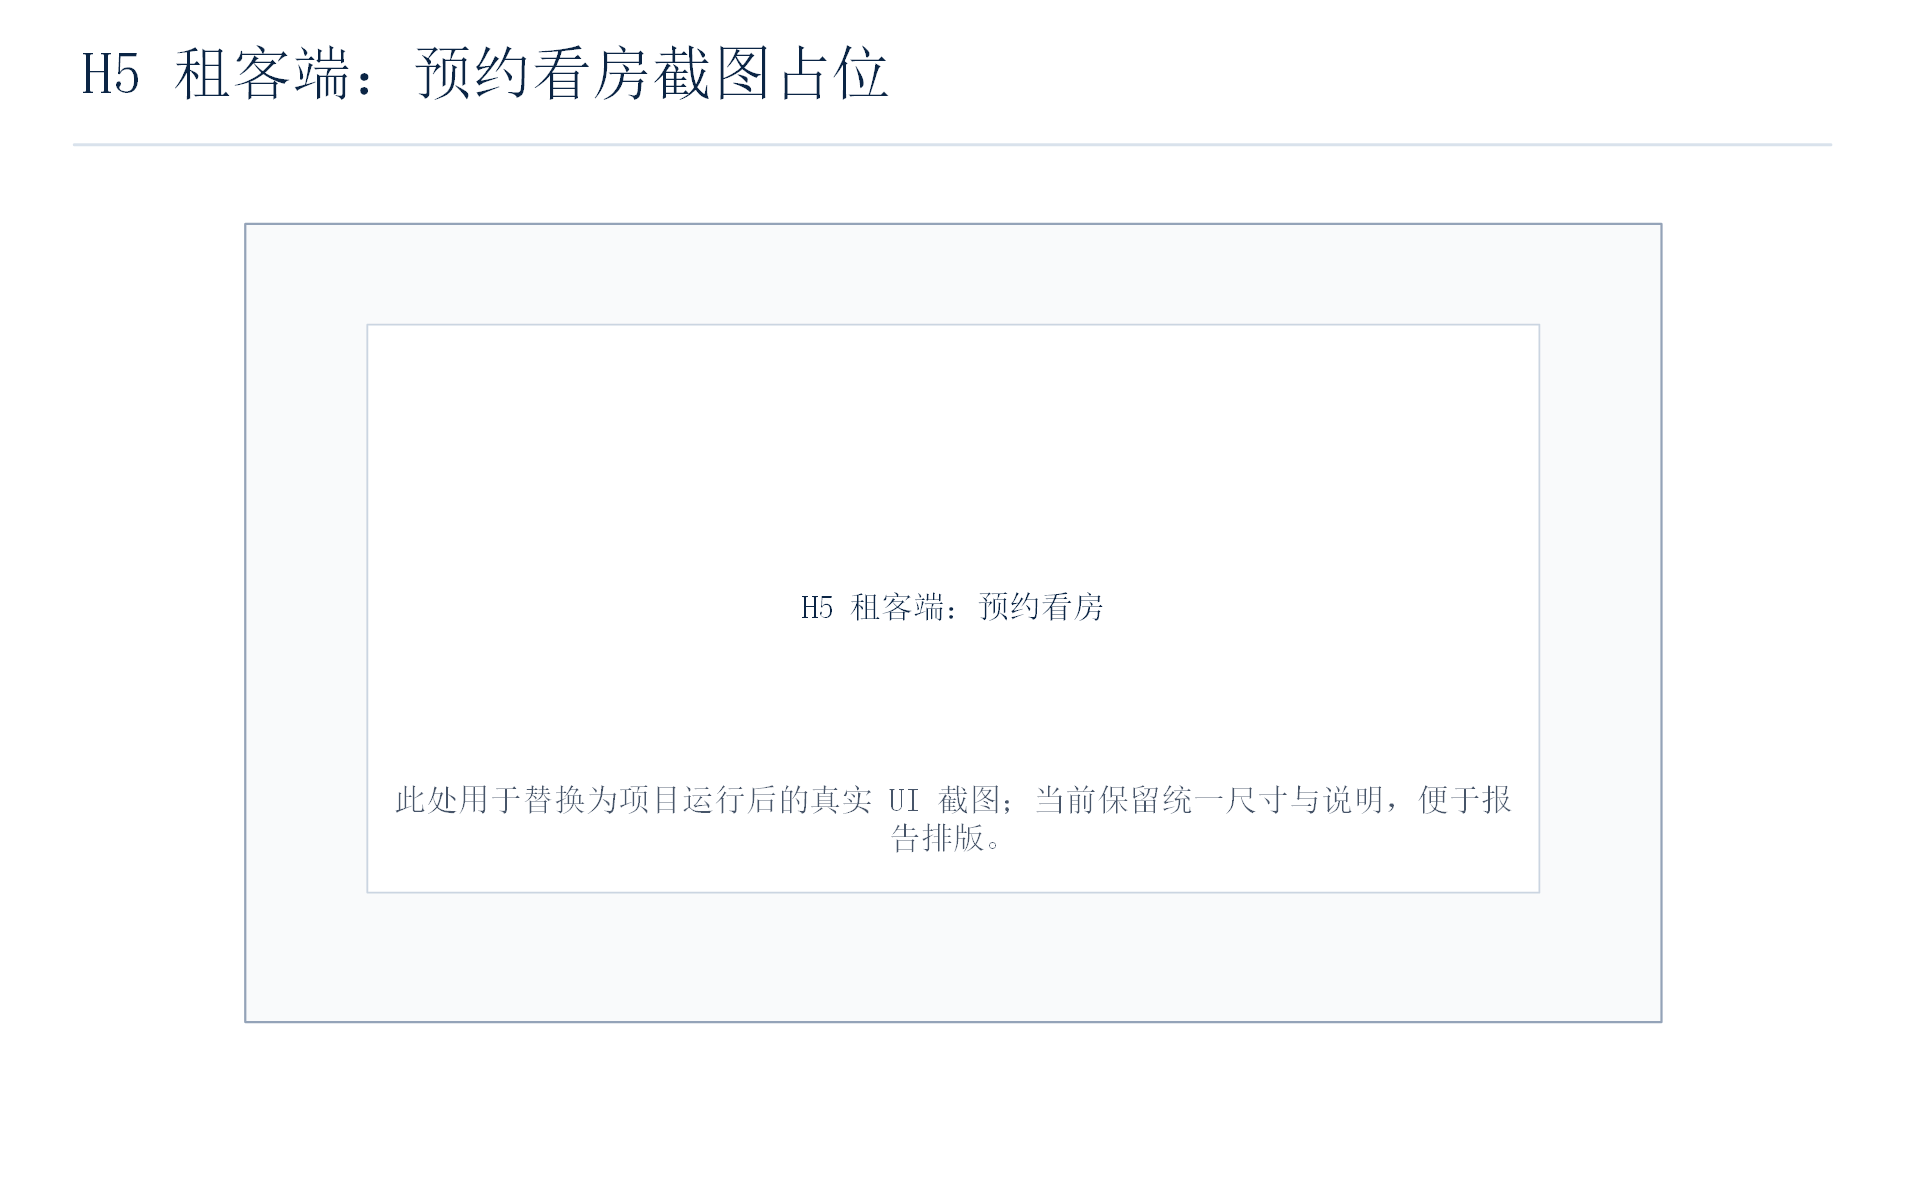 H5 租客端：预约看房截图占位
H5 租客端：预约看房
此处用于替换为项目运行后的真实 UI 截图；当前保留统一尺寸与说明，便于报
告排版。